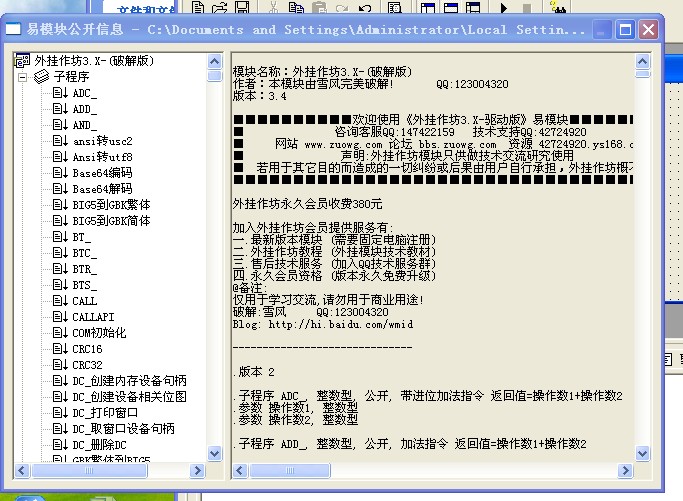 文件和文件
易模块公开信息 - C:\Documents and Settings\Administrator\Local Settin...
外挂作坊3.X-(破解版)
子程序
ADC_
ADD_
AND_
ansi转usc2
Ansi转utf8
Base64编码
Base64解码
BIG5到GBK繁体
BIG5到GBK简体
BT_
BTC_
BTR_
BTS_
CALL
CALLAPI
COM初始化
CRC16
CRC32
DC_创建内存设备句柄
DC_创建设备相关位图
DC_打印窗口
DC_取窗口设备句柄
DC_删除DC
GBK繁体到BIG5
模块名称：外挂作坊3.X-(破解版)
作者：本模块由雪风完美破解! QQ:123004320
版本：3.4
■■■■■■■■■■欢迎使用《外挂作坊3.X-驱动版》易模块■■■■■■
■ 咨询客服QQ:147422159 技术支持QQ:42724920
■ 网站 www.zuowg.com 论坛 bbs.zuowg.com 资源 42724920.ys168.c
■ 声明:外挂作坊模块只供做技术交流研究使用
■ 若用于其它目的而造成的一切纠纷或后果由用户自行承担,外挂作坊概不
■■■■■■■■■■■■■■■■■■■■■■■■■■■■■■■■■■
外挂作坊永久会员收费380元
加入外挂作坊会员提供服务有:
一.最新版本模块 (需要固定电脑注册)
二.外挂作坊教程 (外挂模块技术教材)
三.售后技术服务 (加入QQ技术服务群)
四.永久会员资格 (版本永久免费升级)
@备注:
仅用于学习交流,请勿用于商业用途!
破解:雪风 QQ:123004320
Blog: http://hi.baidu.com/wmid
------------------------------
.版本 2
.子程序 ADC_, 整数型, 公开, 带进位加法指令 返回值=操作数1+操作数2
.参数 操作数1, 整数型
.参数 操作数2, 整数型
.子程序 ADD_, 整数型, 公开, 加法指令 返回值=操作数1+操作数2